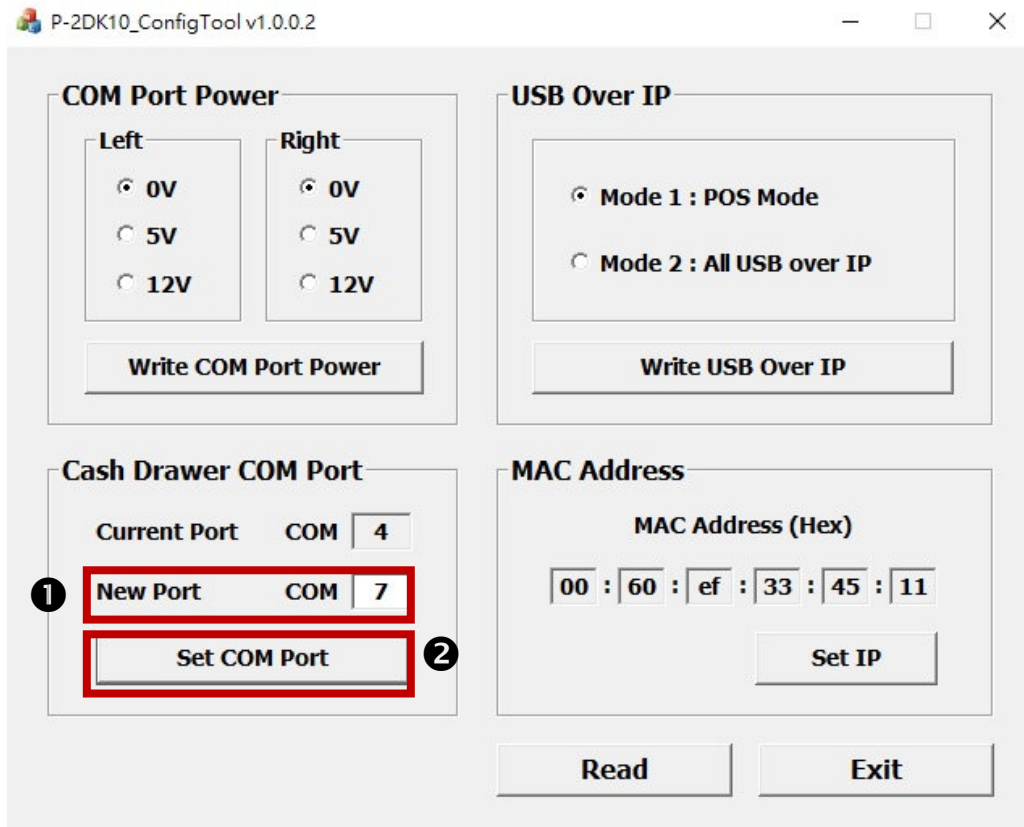 P-2DK10_ConfigTool v1.0.0.2
COM Port Power
Left
0V
5V
12V
Right
0V
5V
12V
Write COM Port Power
USB Over IP
Mode 1 : POS Mode
Mode 2 : All USB over IP
Write USB Over IP
Cash Drawer COM Port
Current Port COM 4
❶ New Port COM 7
Set COM Port ❷
MAC Address
MAC Address (Hex)
00 : 60 : ef : 33 : 45 : 11
Set IP
Read
Exit